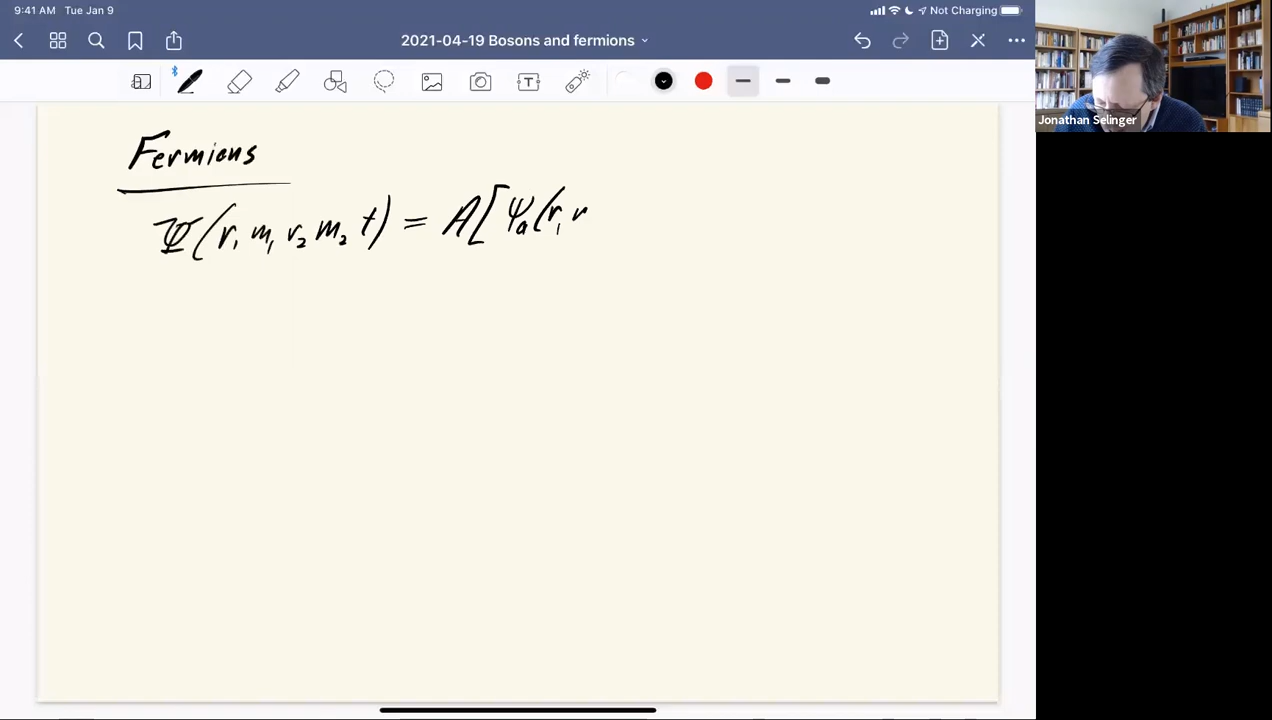 9:41 AM Tue Jan 9
Not Charging
2021-04-19 Bosons and fermions
T
Jonathan Selinger
Fermions
Ψ(r₁ m₁ r₂ m₂ t) = A[ψₐ(r₁ r